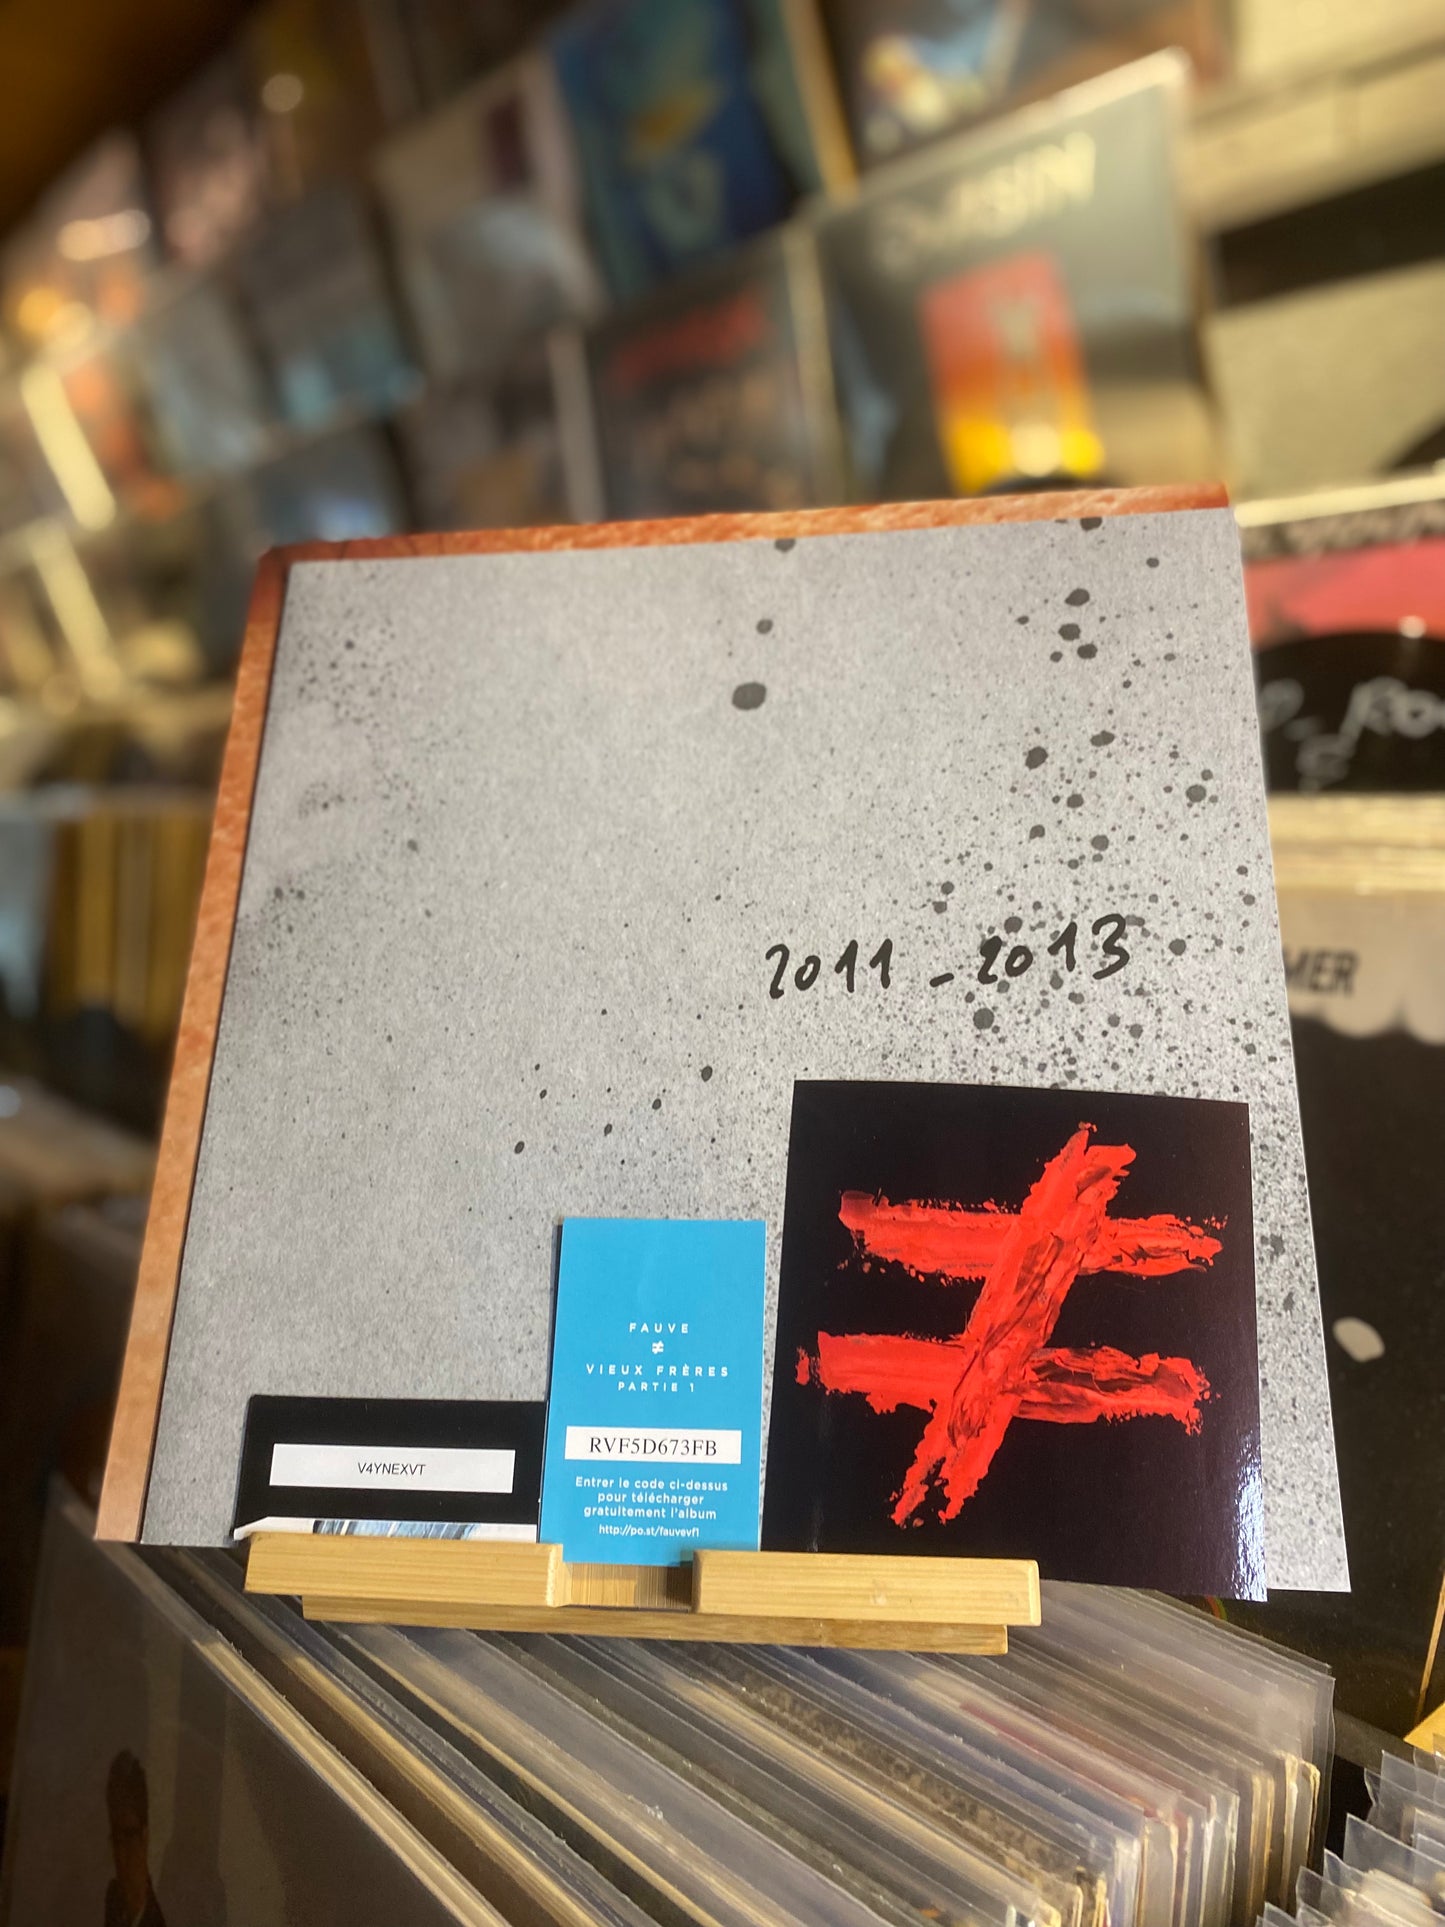 2011 - 2013
FAUVE
≠
VIEUX FRÈRES
PARTIE 1
RVF5D673FB
Entrer le code ci-dessus
pour télécharger
gratuitement l'album
http://po.st/fauvevf1
V4YNEXVT
≠
MER